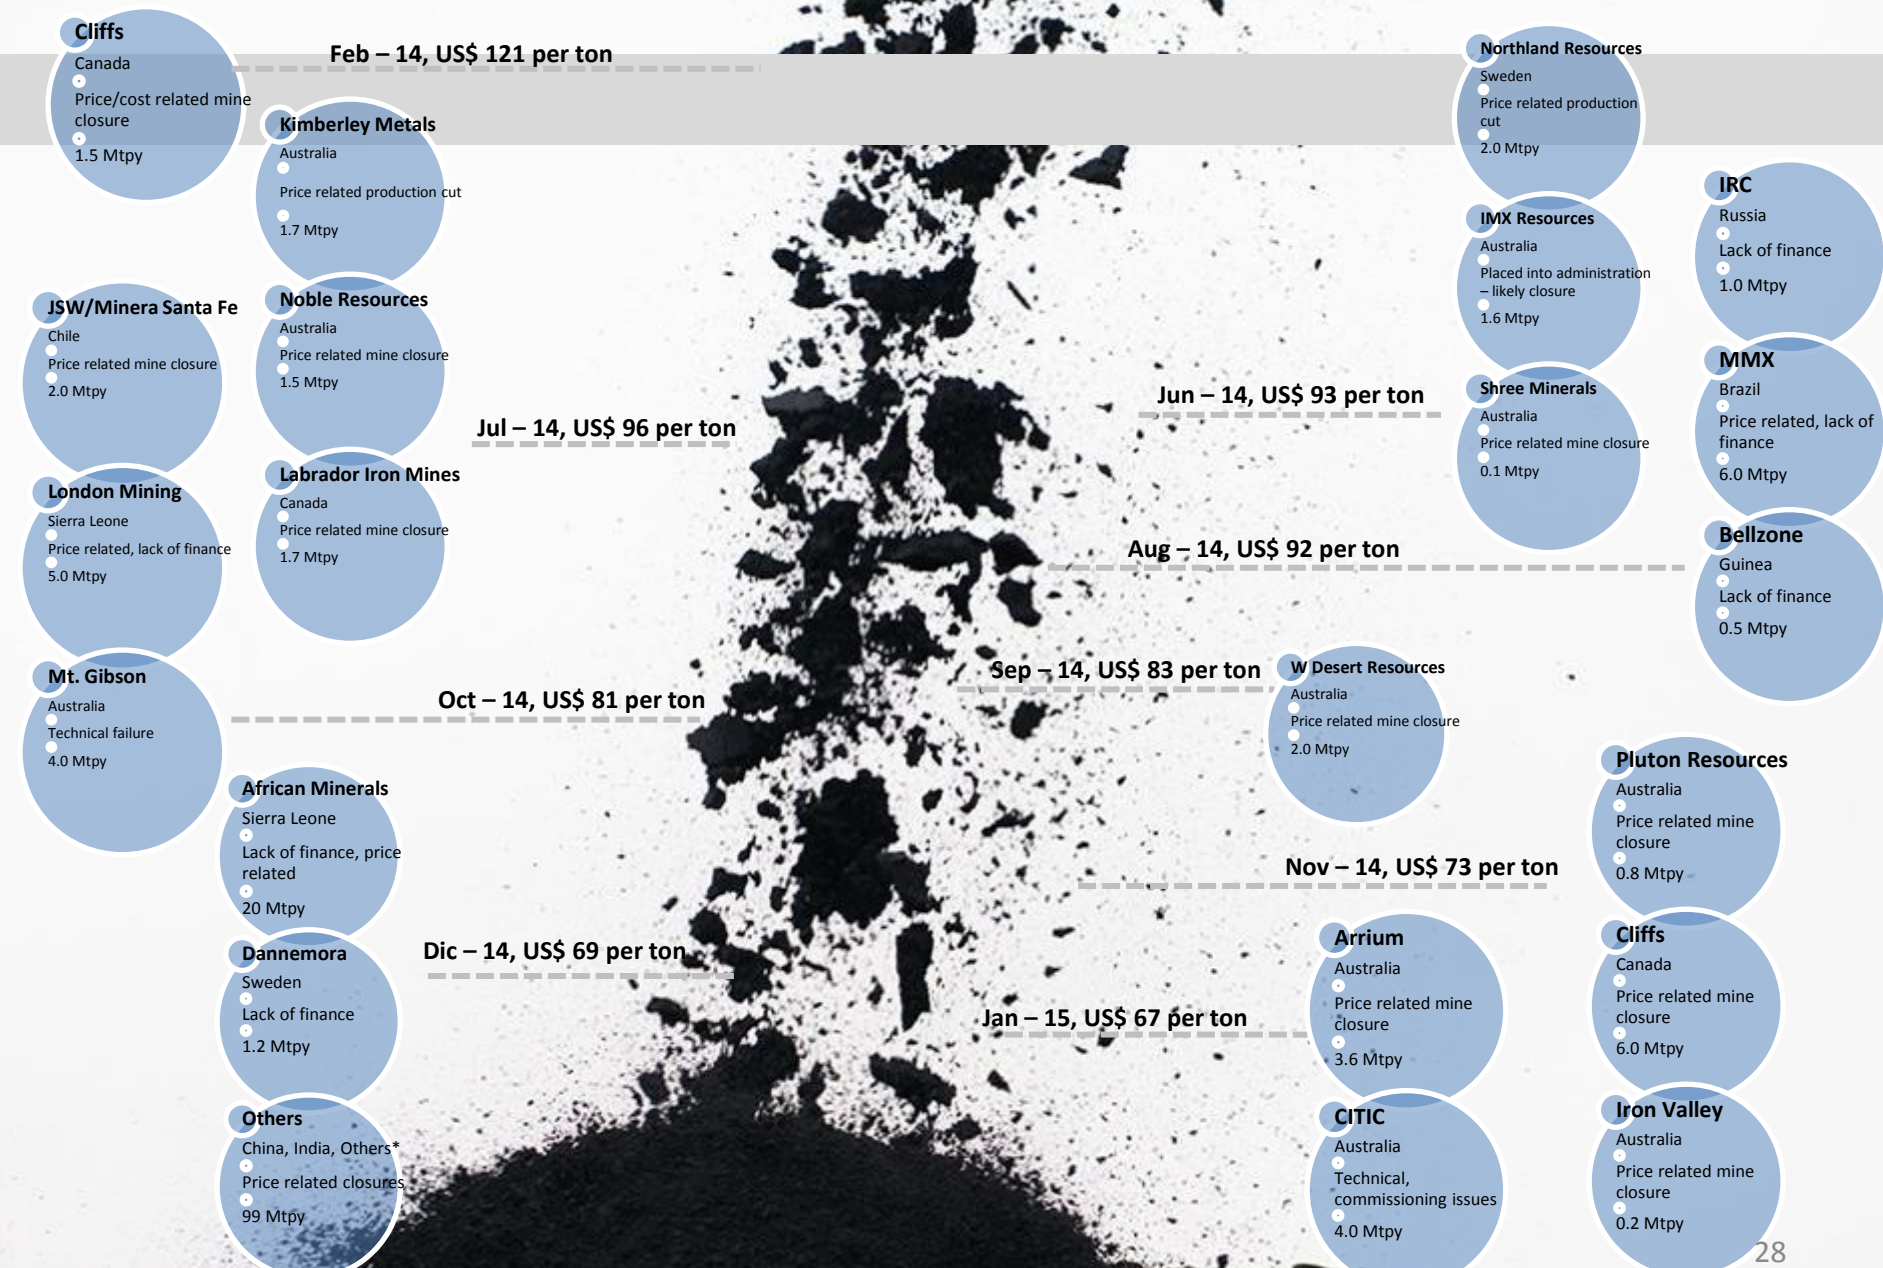 Cliffs
Canada
Price/cost related mine
closure
1.5 Mtpy
Feb – 14, US$ 121 per ton
Kimberley Metals
Australia
Price related production cut
1.7 Mtpy
Noble Resources
Australia
Price related mine closure
1.5 Mtpy
Labrador Iron Mines
Canada
Price related mine closure
1.7 Mtpy
Jul – 14, US$ 96 per ton
JSW/Minera Santa Fe
Chile
Price related mine closure
2.0 Mtpy
London Mining
Sierra Leone
Price related, lack of finance
5.0 Mtpy
Mt. Gibson
Australia
Technical failure
4.0 Mtpy
Oct – 14, US$ 81 per ton
African Minerals
Sierra Leone
Lack of finance, price
related
20 Mtpy
Dannemora
Sweden
Lack of finance
1.2 Mtpy
Others
China, India, Others*
Price related closures
99 Mtpy
Dic – 14, US$ 69 per ton
Northland Resources
Sweden
Price related production
cut
2.0 Mtpy
IMX Resources
Australia
Placed into administration
– likely closure
1.6 Mtpy
Shree Minerals
Australia
Price related mine closure
0.1 Mtpy
Jun – 14, US$ 93 per ton
IRC
Russia
Lack of finance
1.0 Mtpy
MMX
Brazil
Price related, lack of
finance
6.0 Mtpy
Bellzone
Guinea
Lack of finance
0.5 Mtpy
Aug – 14, US$ 92 per ton
Sep – 14, US$ 83 per ton
W Desert Resources
Australia
Price related mine closure
2.0 Mtpy
Nov – 14, US$ 73 per ton
Pluton Resources
Australia
Price related mine
closure
0.8 Mtpy
Cliffs
Canada
Price related mine
closure
6.0 Mtpy
Iron Valley
Australia
Price related mine
closure
0.2 Mtpy
Jan – 15, US$ 67 per ton
Arrium
Australia
Price related mine
closure
3.6 Mtpy
CITIC
Australia
Technical,
commissioning issues
4.0 Mtpy
28